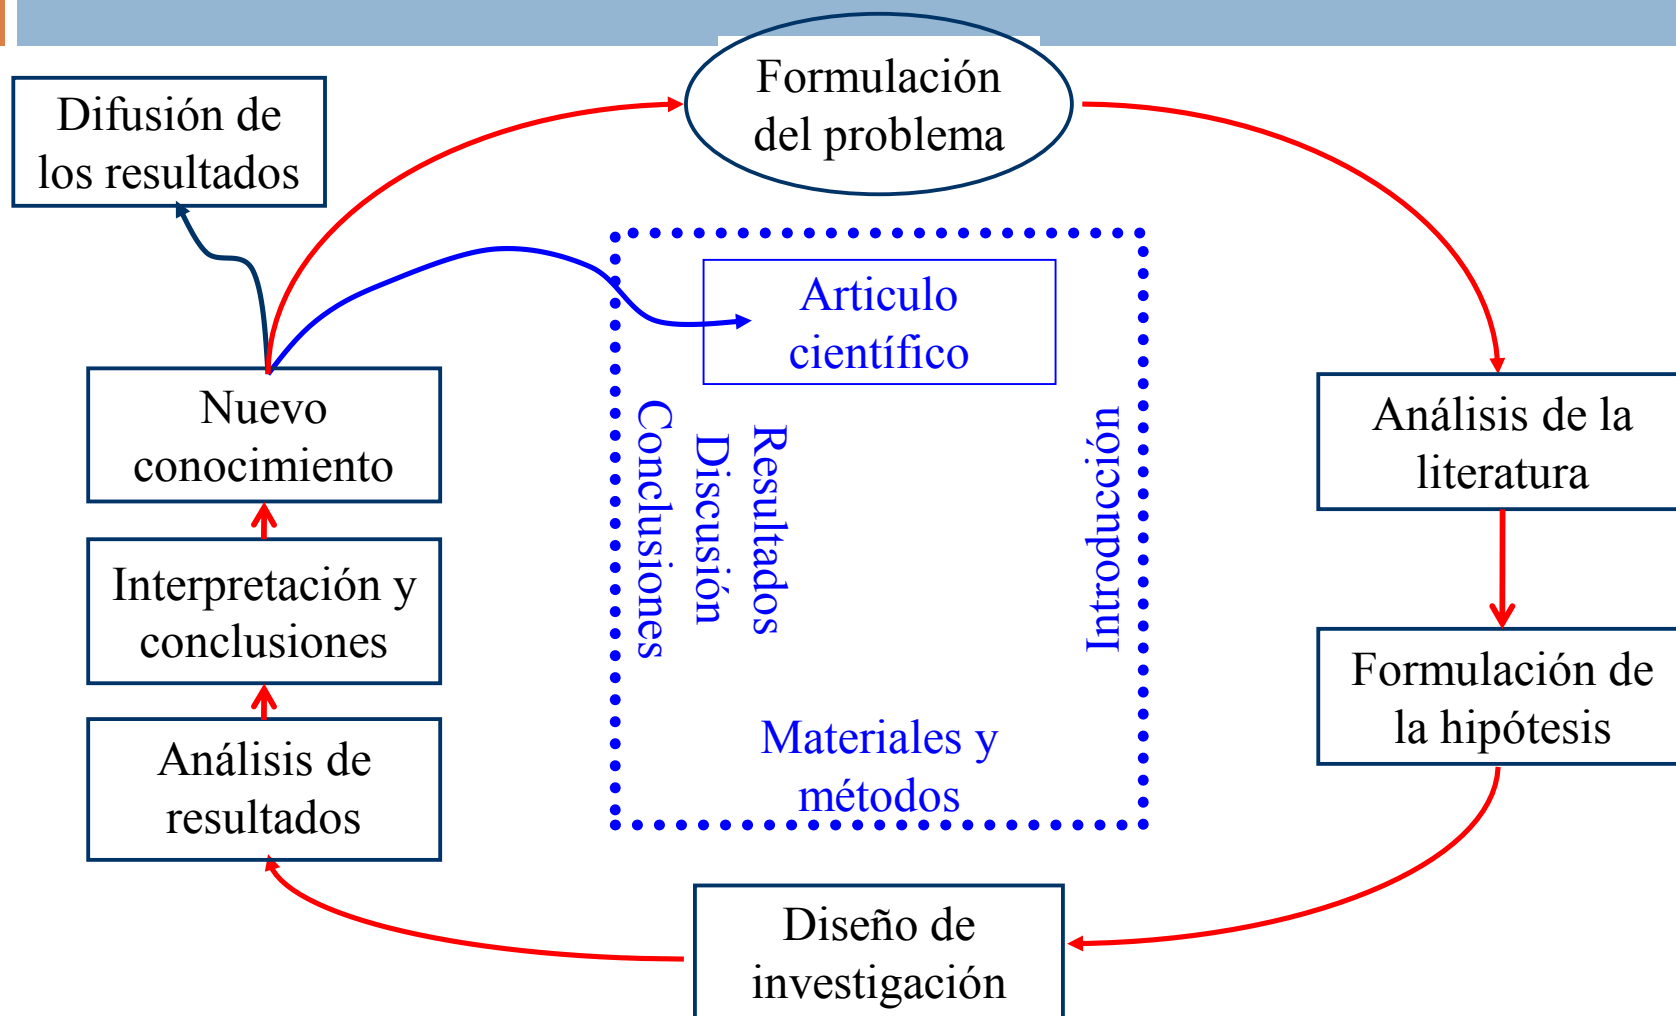 Formulación
del problema
Difusión de
los resultados
Articulo
científico
Nuevo
conocimiento
Análisis de la
literatura
Conclusiones
Discusión
Resultados
Introducción
Interpretación y
conclusiones
Formulación de
la hipótesis
Análisis de
resultados
Materiales y
métodos
Diseño de
investigación